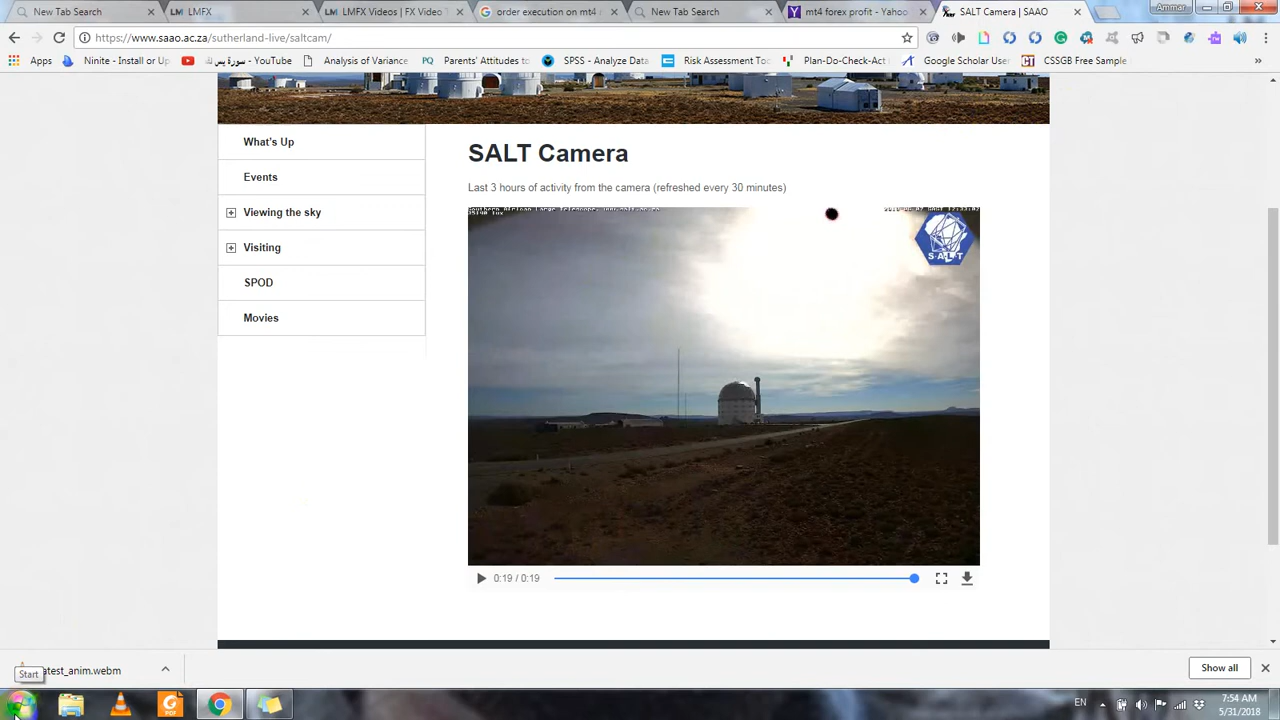 New Tab Search
LMFX
LMFX Videos | FX Video T
order execution on mt4
New Tab Search
mt4 forex profit - Yahoo
SALT Camera | SAAO
Ammar
https://www.saao.ac.za/sutherland-live/saltcam/
Apps
Ninite - Install or Up
سورة يس - YouTube
Analysis of Variance
Parents' Attitudes to
SPSS - Analyze Data
Risk Assessment Too
Plan-Do-Check-Act
Google Scholar User
CSSGB Free Sample
What's Up
Events
Viewing the sky
Visiting
SPOD
Movies
SALT Camera
Last 3 hours of activity from the camera (refreshed every 30 minutes)
S·A·L·T
0:19 / 0:19
atest_anim.webm
Start
Show all
EN
7:54 AM
5/31/2018